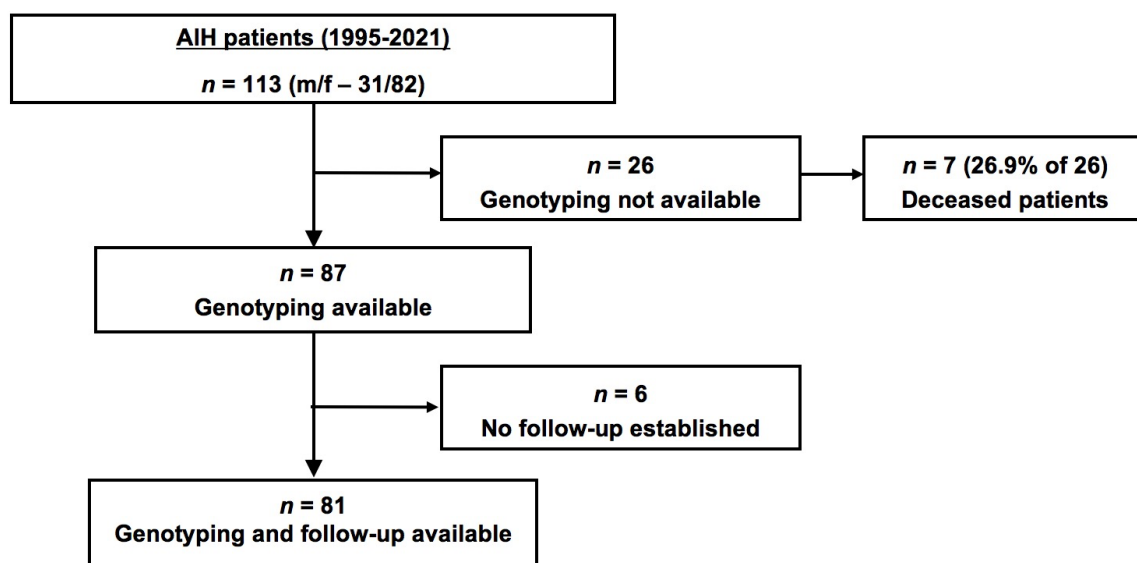 AIH patients (1995-2021)
n = 113 (m/f – 31/82)
n = 26
Genotyping not available
n = 7 (26.9% of 26)
Deceased patients
n = 87
Genotyping available
n = 6
No follow-up established
n = 81
Genotyping and follow-up available